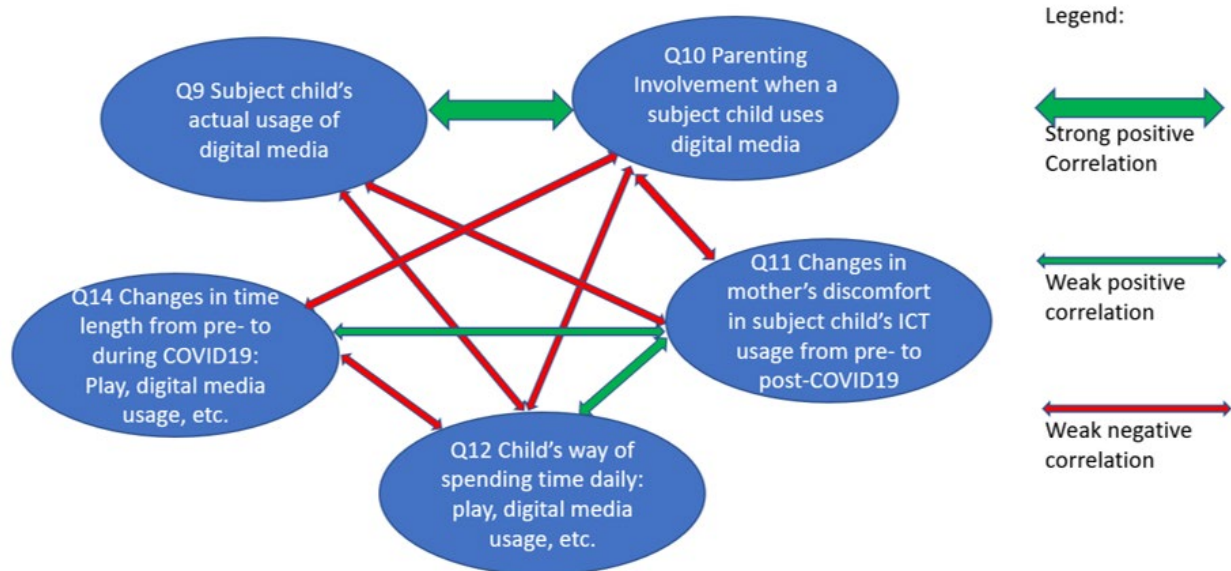 Q9 Subject child's
actual usage of
digital media
Q10 Parenting
Involvement when a
subject child uses
digital media
Q14 Changes in time
length from pre- to
during COVID19:
Play, digital media
usage, etc.
Q11 Changes in
mother's discomfort
in subject child's ICT
usage from pre- to
post-COVID19
Q12 Child's way of
spending time daily:
play, digital media
usage, etc.
Legend:
Strong positive
Correlation
Weak positive
correlation
Weak negative
correlation